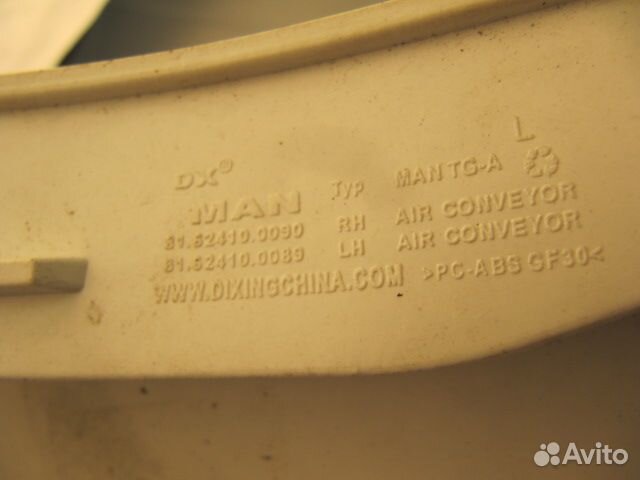 L
DX® Typ MAN TG-A
MAN
81.62410.0090 RH AIR CONVEYOR
81.62410.0089 LH AIR CONVEYOR
WWW.DIXINGCHINA.COM >PC-ABS GF30<
Avito